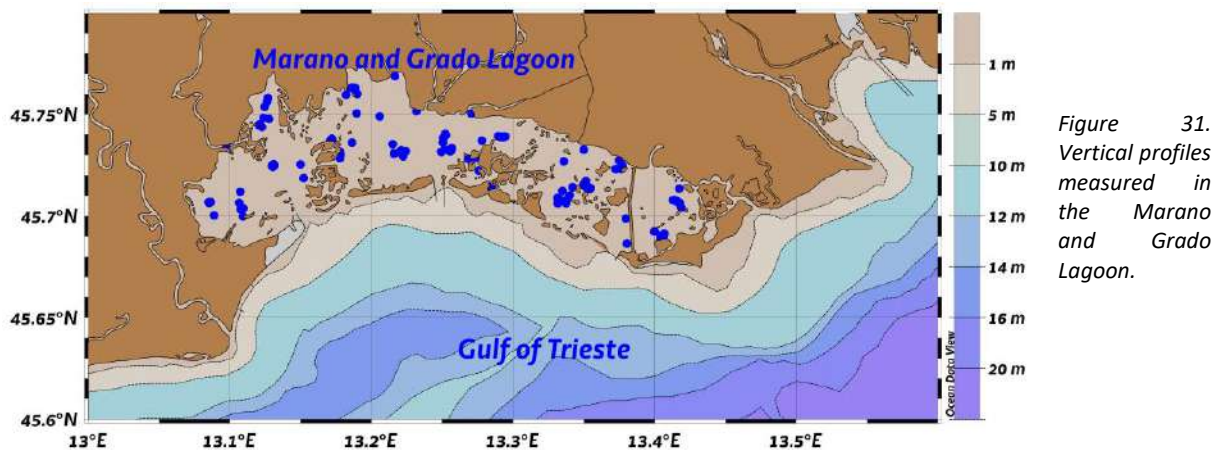 Marano and Grado Lagoon
Gulf of Trieste
45.75°N
45.7°N
45.65°N
45.6°N
13°E
13.1°E
13.2°E
13.3°E
13.4°E
13.5°E
1 m
5 m
10 m
12 m
14 m
16 m
20 m
Ocean Data View
Figure 31.
Vertical profiles
measured in
the Marano
and Grado
Lagoon.